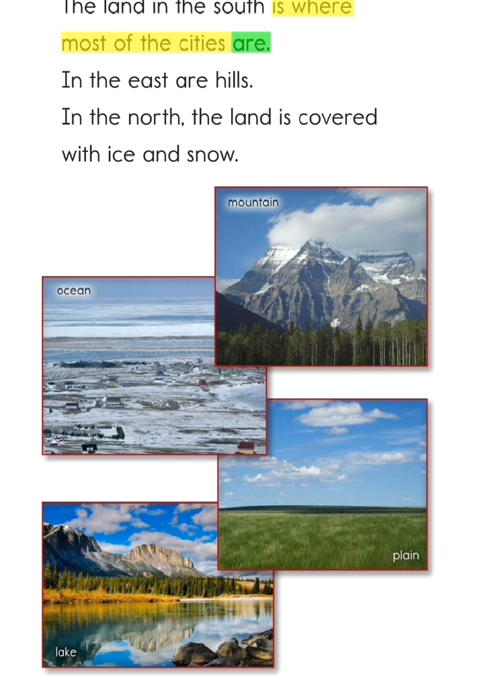 The land in the south is where
most of the cities are.
In the east are hills.
In the north, the land is covered
with ice and snow.
mountain
ocean
plain
lake